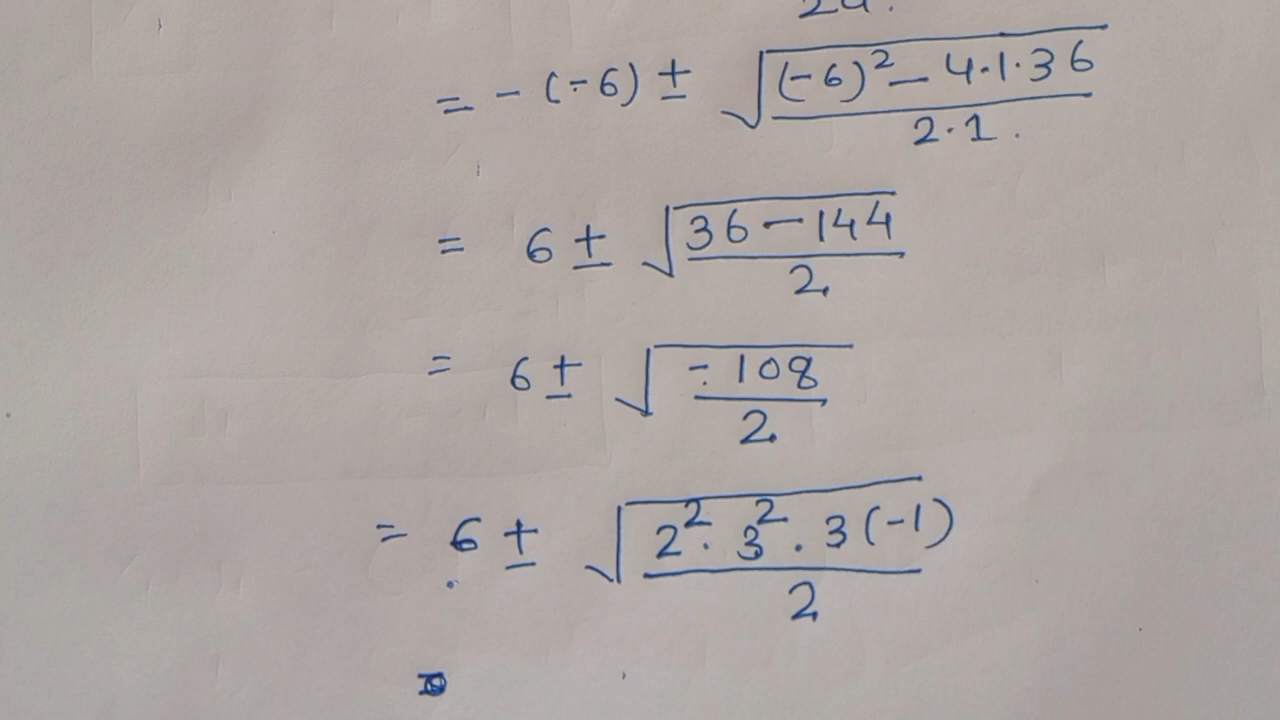 2a.
= - (-6) ± √(-6)² - 4·1·36 / 2·1.
= 6 ± √36 - 144 / 2
= 6 ± √-108 / 2
= 6 ± √2² · 3² · 3(-1) / 2